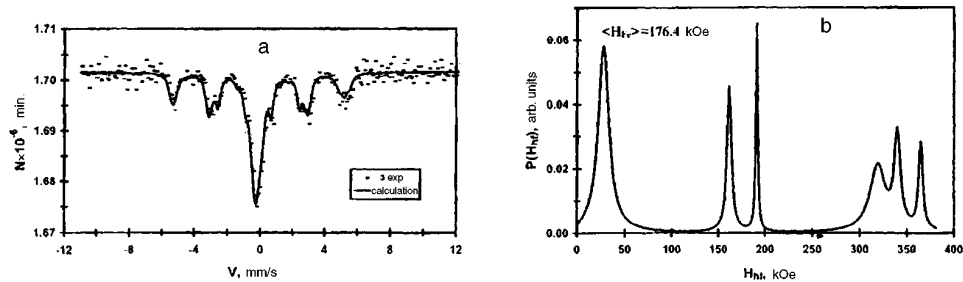 1.71
1.70
1.69
1.68
1.67
N×10⁻⁶, min.
a
3 exp
calculation
-12 -8 -4 0 4 8 12
V, mm/s
<Hhf>=176.4 kOe
b
0.06
0.04
0.02
0.00
P(Hhf), arb. units
0 50 100 150 200 250 300 350 400
Hhf, kOe